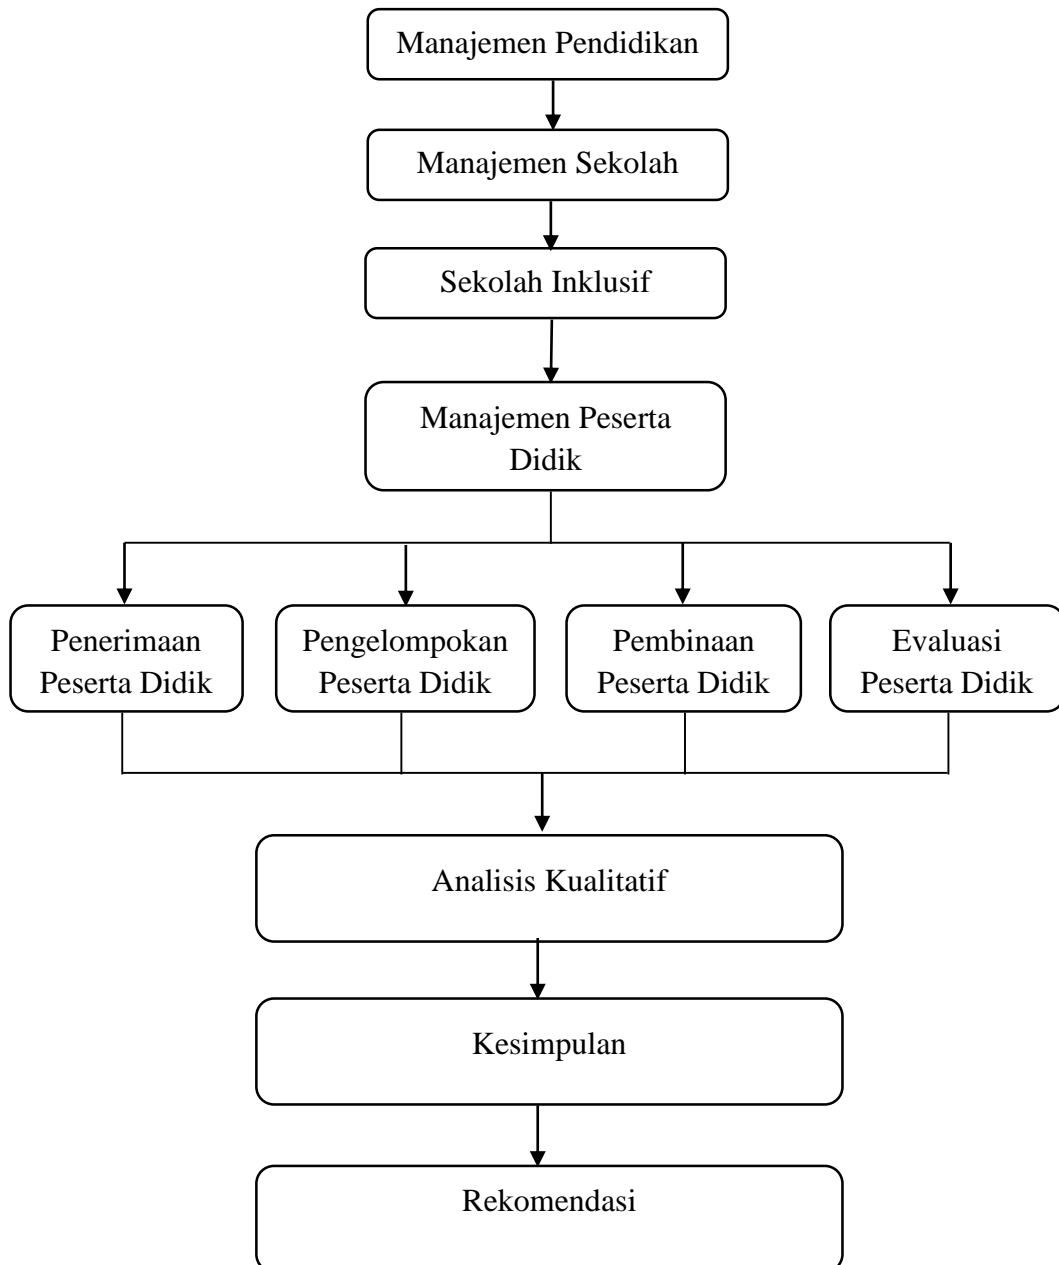 Manajemen Pendidikan
Manajemen Sekolah
Sekolah Inklusif
Manajemen Peserta
Didik
Penerimaan
Peserta Didik
Pengelompokan
Peserta Didik
Pembinaan
Peserta Didik
Evaluasi
Peserta Didik
Analisis Kualitatif
Kesimpulan
Rekomendasi